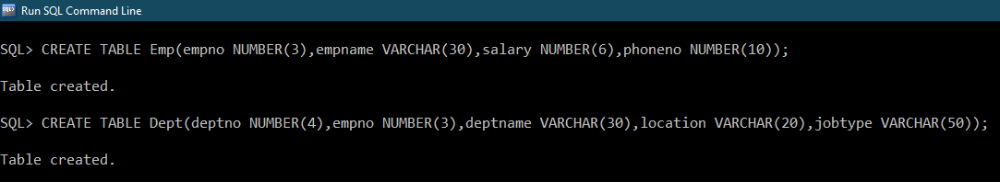 Run SQL Command Line
SQL> CREATE TABLE Emp(empno NUMBER(3),empname VARCHAR(30),salary NUMBER(6),phoneno NUMBER(10));
Table created.
SQL> CREATE TABLE Dept(deptno NUMBER(4),empno NUMBER(3),deptname VARCHAR(30),location VARCHAR(20),jobtype VARCHAR(50));
Table created.